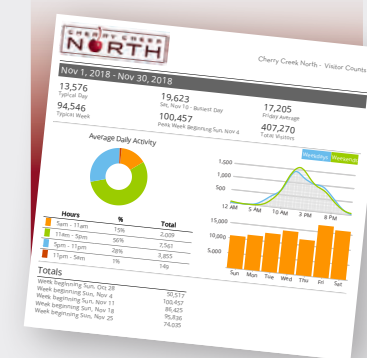 CHERRY CREEK
NORTH
Cherry Creek North - Visitor Counts
Nov 1, 2018 - Nov 30, 2018
13,576
Typical Day
19,623
Sat, Nov 10 - Busiest Day
17,205
Friday Average
94,546
Typical Week
100,457
Peak Week Beginning Sun, Nov 4
407,270
Total Visitors
Average Daily Activity
Weekdays Weekends
1,500
1,000
500
12 AM 5 AM 10 AM 3 PM 8 PM
15,000
10,000
5,000
Sun Mon Tue Wed Thu Fri Sat
Hours % Total
5am - 11am 15% 2,009
11am - 5pm 56% 7,561
5pm - 11pm 28% 3,855
11pm - 5am 1%
Totals
Week beginning Sun, Oct 28 50,517
Week beginning Sun, Nov 4 100,457
Week beginning Sun, Nov 11 86,425
Week beginning Sun, Nov 18 95,836
Week beginning Sun, Nov 25 74,035